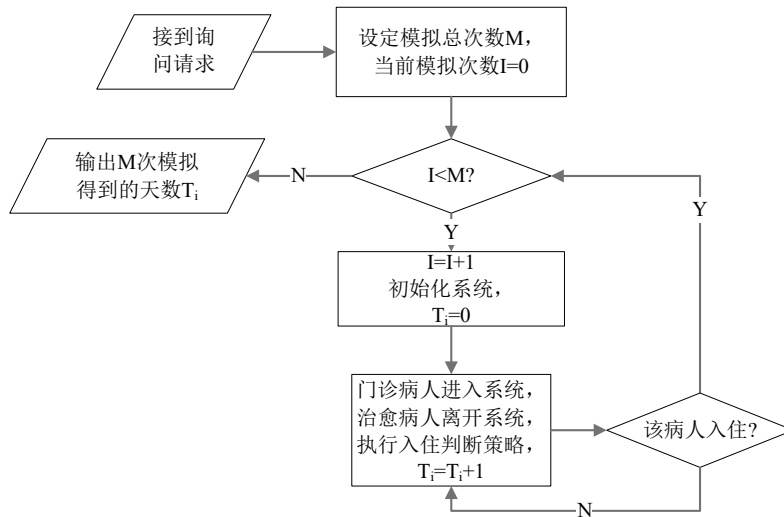 接到询
问请求
设定模拟总次数M，
当前模拟次数I=0
输出M次模拟
得到的天数Ti
N
I<M?
Y
Y
I=I+1
初始化系统，
Ti=0
门诊病人进入系统，
治愈病人离开系统，
执行入住判断策略，
Ti=Ti+1
该病人入住?
N